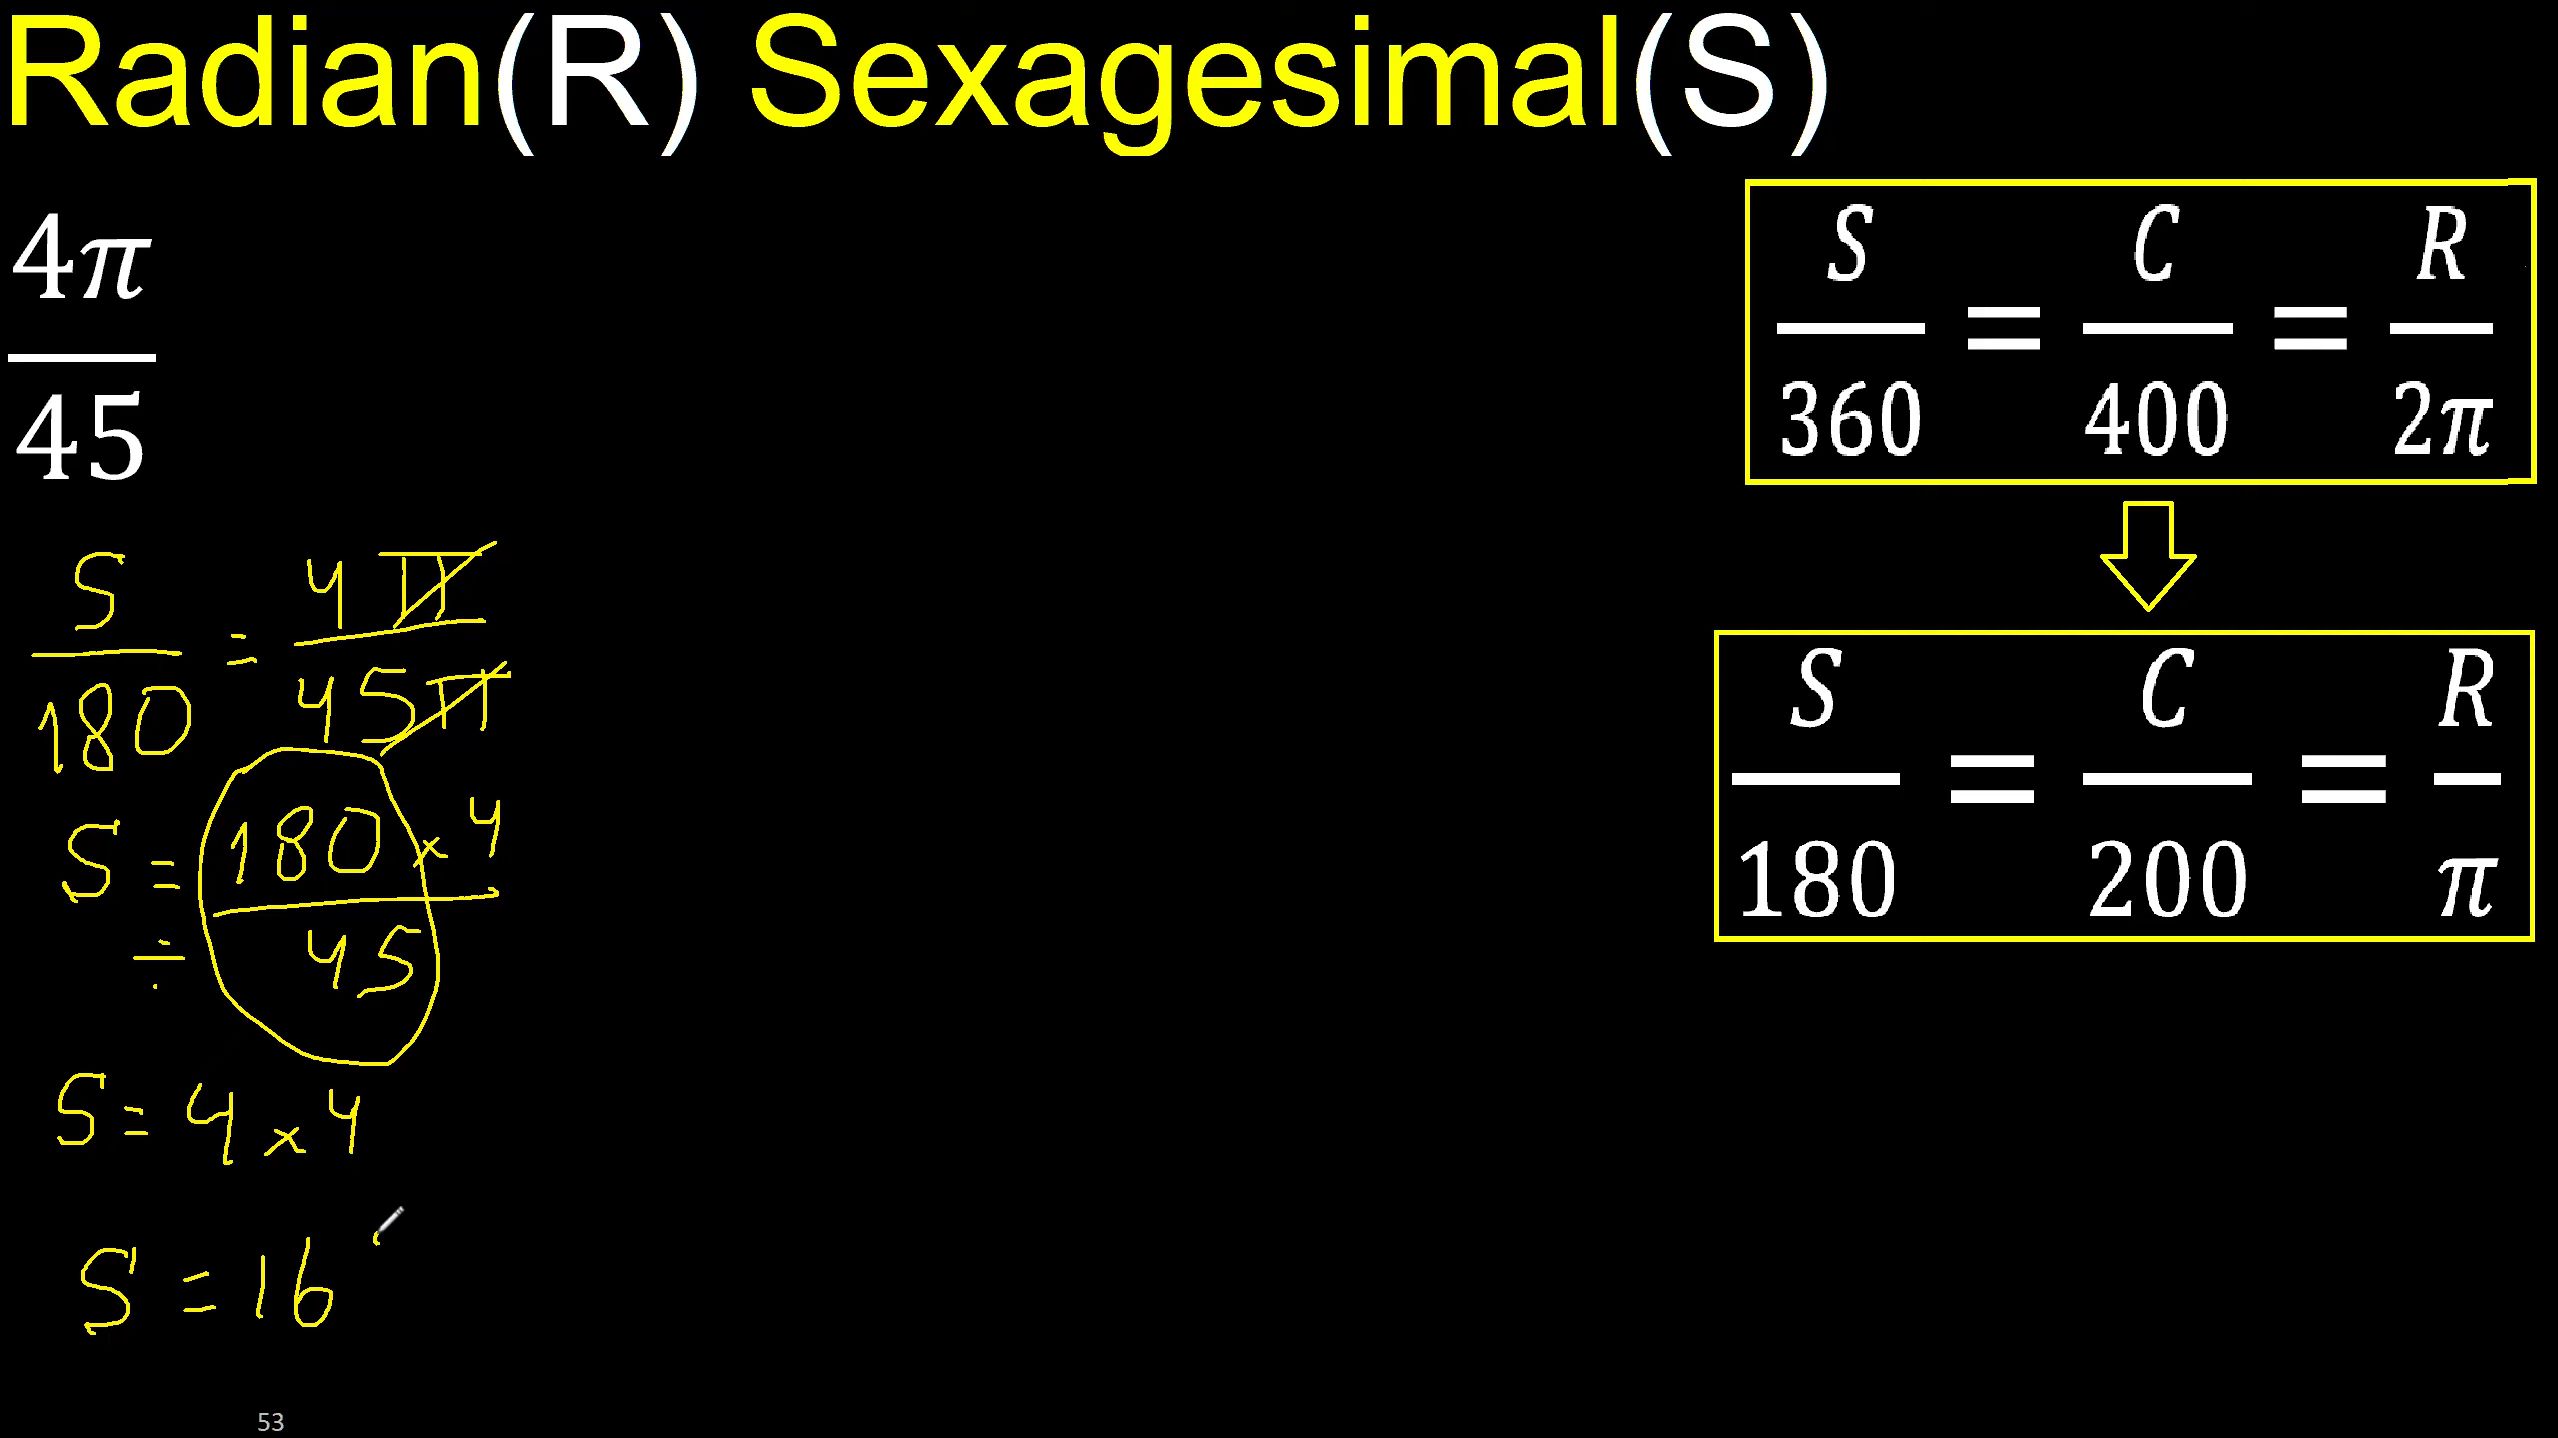 Radian(R) Sexagesimal(S)
4π
45
S/360 = C/400 = R/2π
S/180 = C/200 = R/π
S/180 = 4π/45π
S = 180 × 4
÷ 45
S = 4 × 4
S = 16
53